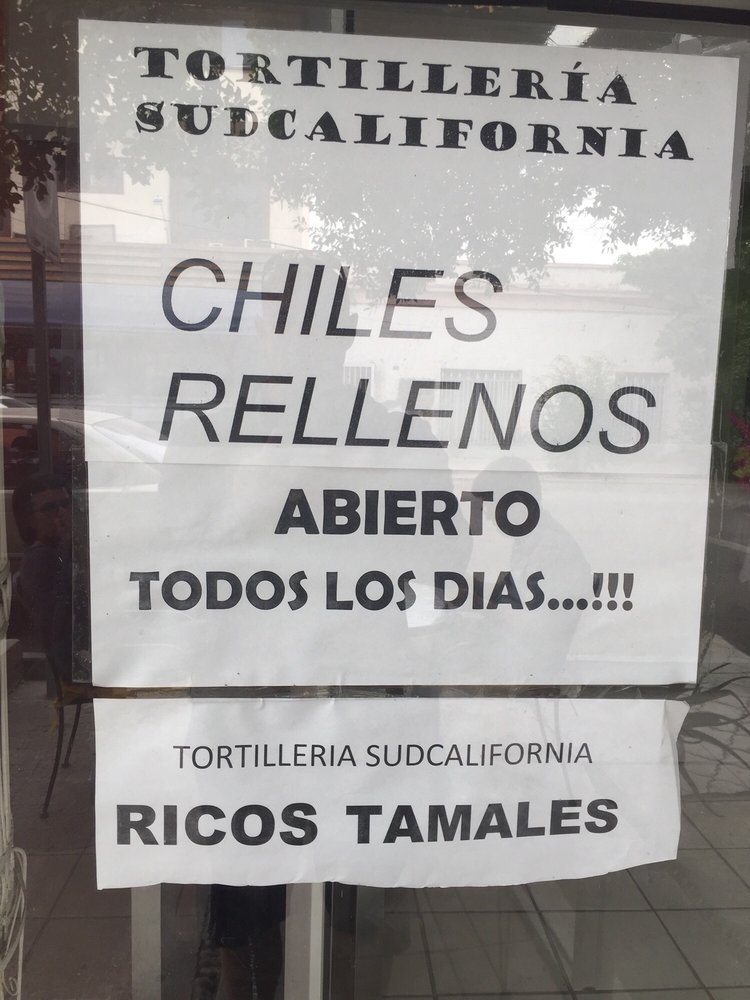 TORTILLERÍA
SUDCALIFORNIA
CHILES
RELLENOS
ABIERTO
TODOS LOS DIAS...!!!
TORTILLERIA SUDCALIFORNIA
RICOS TAMALES